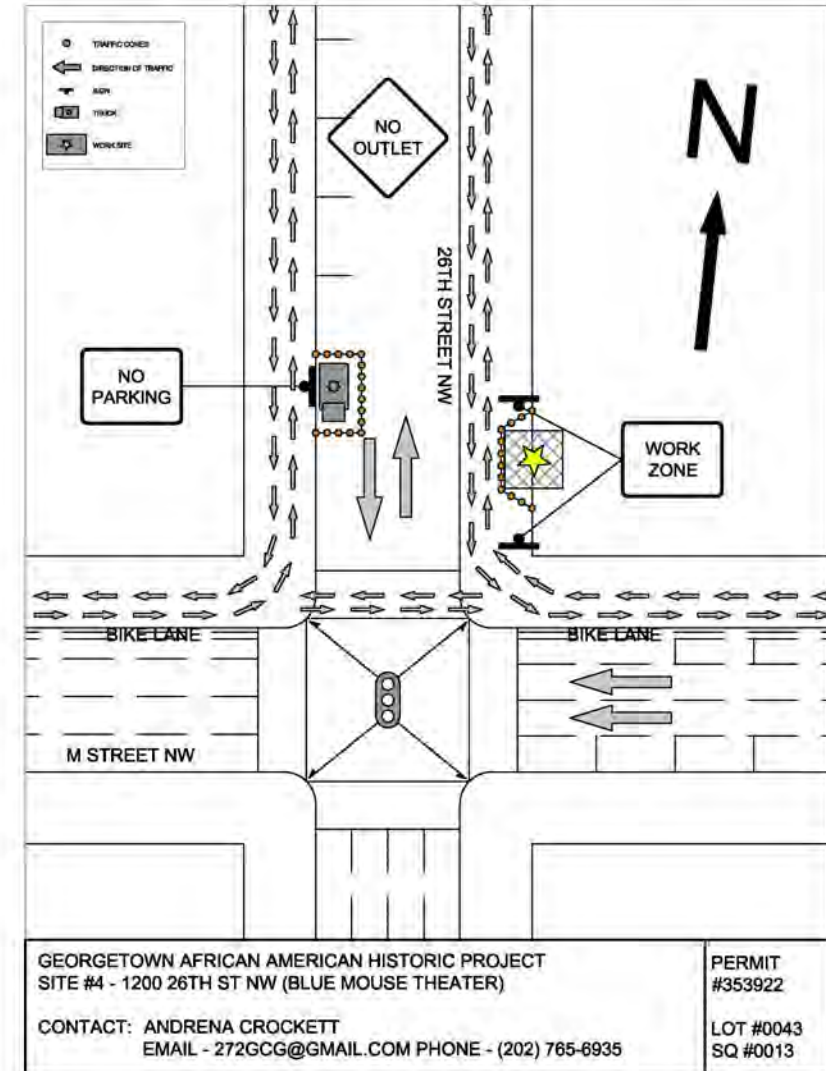 TRAFFIC CONES
DIRECTION OF TRAFFIC
SIGN
TRUCK
WORK SITE
N
NO
OUTLET
26TH STREET NW
NO
PARKING
WORK
ZONE
BIKE LANE
BIKE LANE
M STREET NW
GEORGETOWN AFRICAN AMERICAN HISTORIC PROJECT
SITE #4 - 1200 26TH ST NW (BLUE MOUSE THEATER)
CONTACT: ANDRENA CROCKETT
EMAIL - 272GCG@GMAIL.COM PHONE - (202) 765-6935
PERMIT
#353922
LOT #0043
SQ #0013